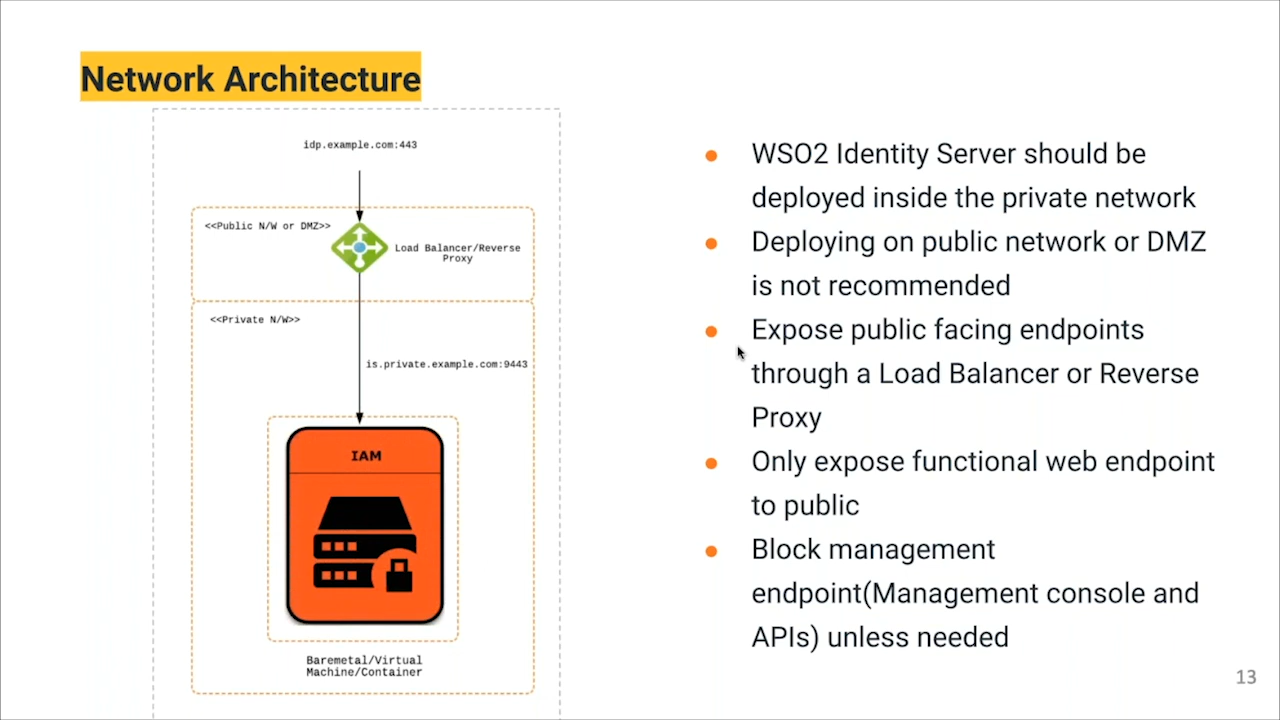 Network Architecture
idp.example.com:443
<<Public N/W or DMZ>>
Load Balancer/Reverse
Proxy
<<Private N/W>>
is.private.example.com:9443
IAM
Baremetal/Virtual
Machine/Container
● WSO2 Identity Server should be
deployed inside the private network
● Deploying on public network or DMZ
is not recommended
● Expose public facing endpoints
through a Load Balancer or Reverse
Proxy
● Only expose functional web endpoint
to public
● Block management
endpoint(Management console and
APIs) unless needed
13